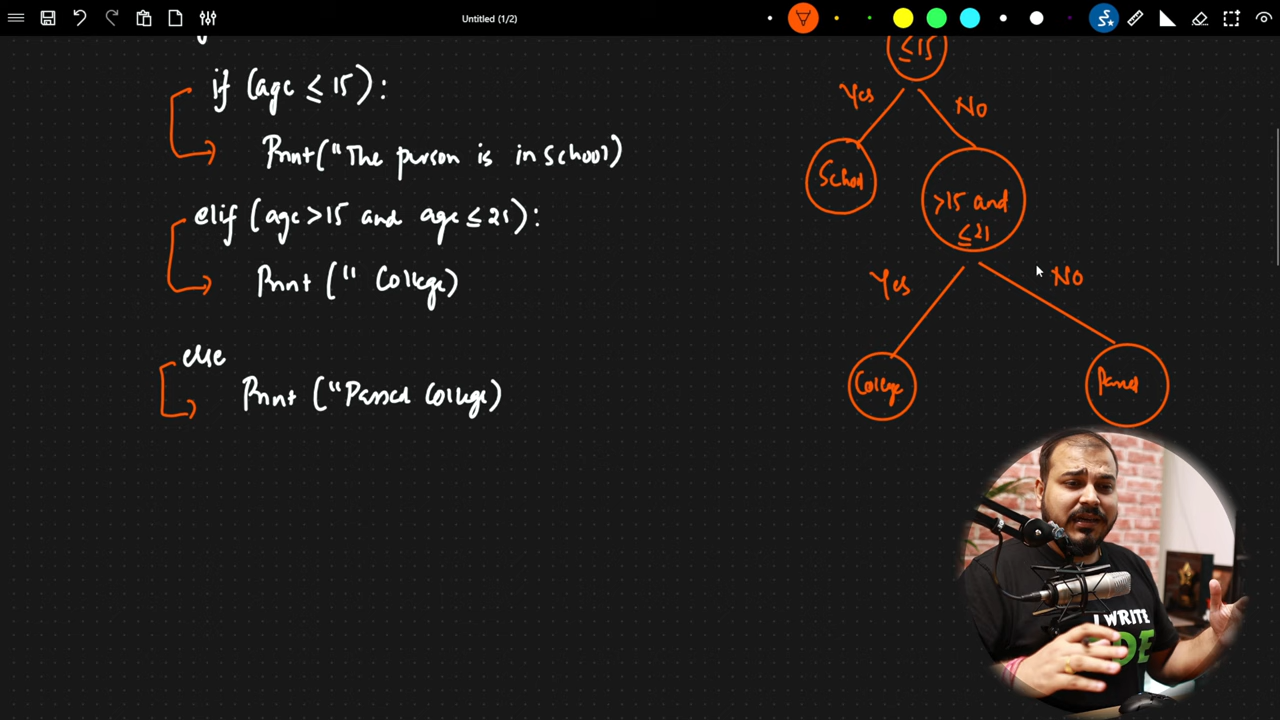 Untitled (1/2)
if (age ≤ 15):
Print("The person is in School)
elif (age >15 and age ≤ 21):
Print (" College)
else
Print ("Passed College)
≤15
Yes
No
School
>15 and
≤21
Yes
No
College
Passed
I WRITE